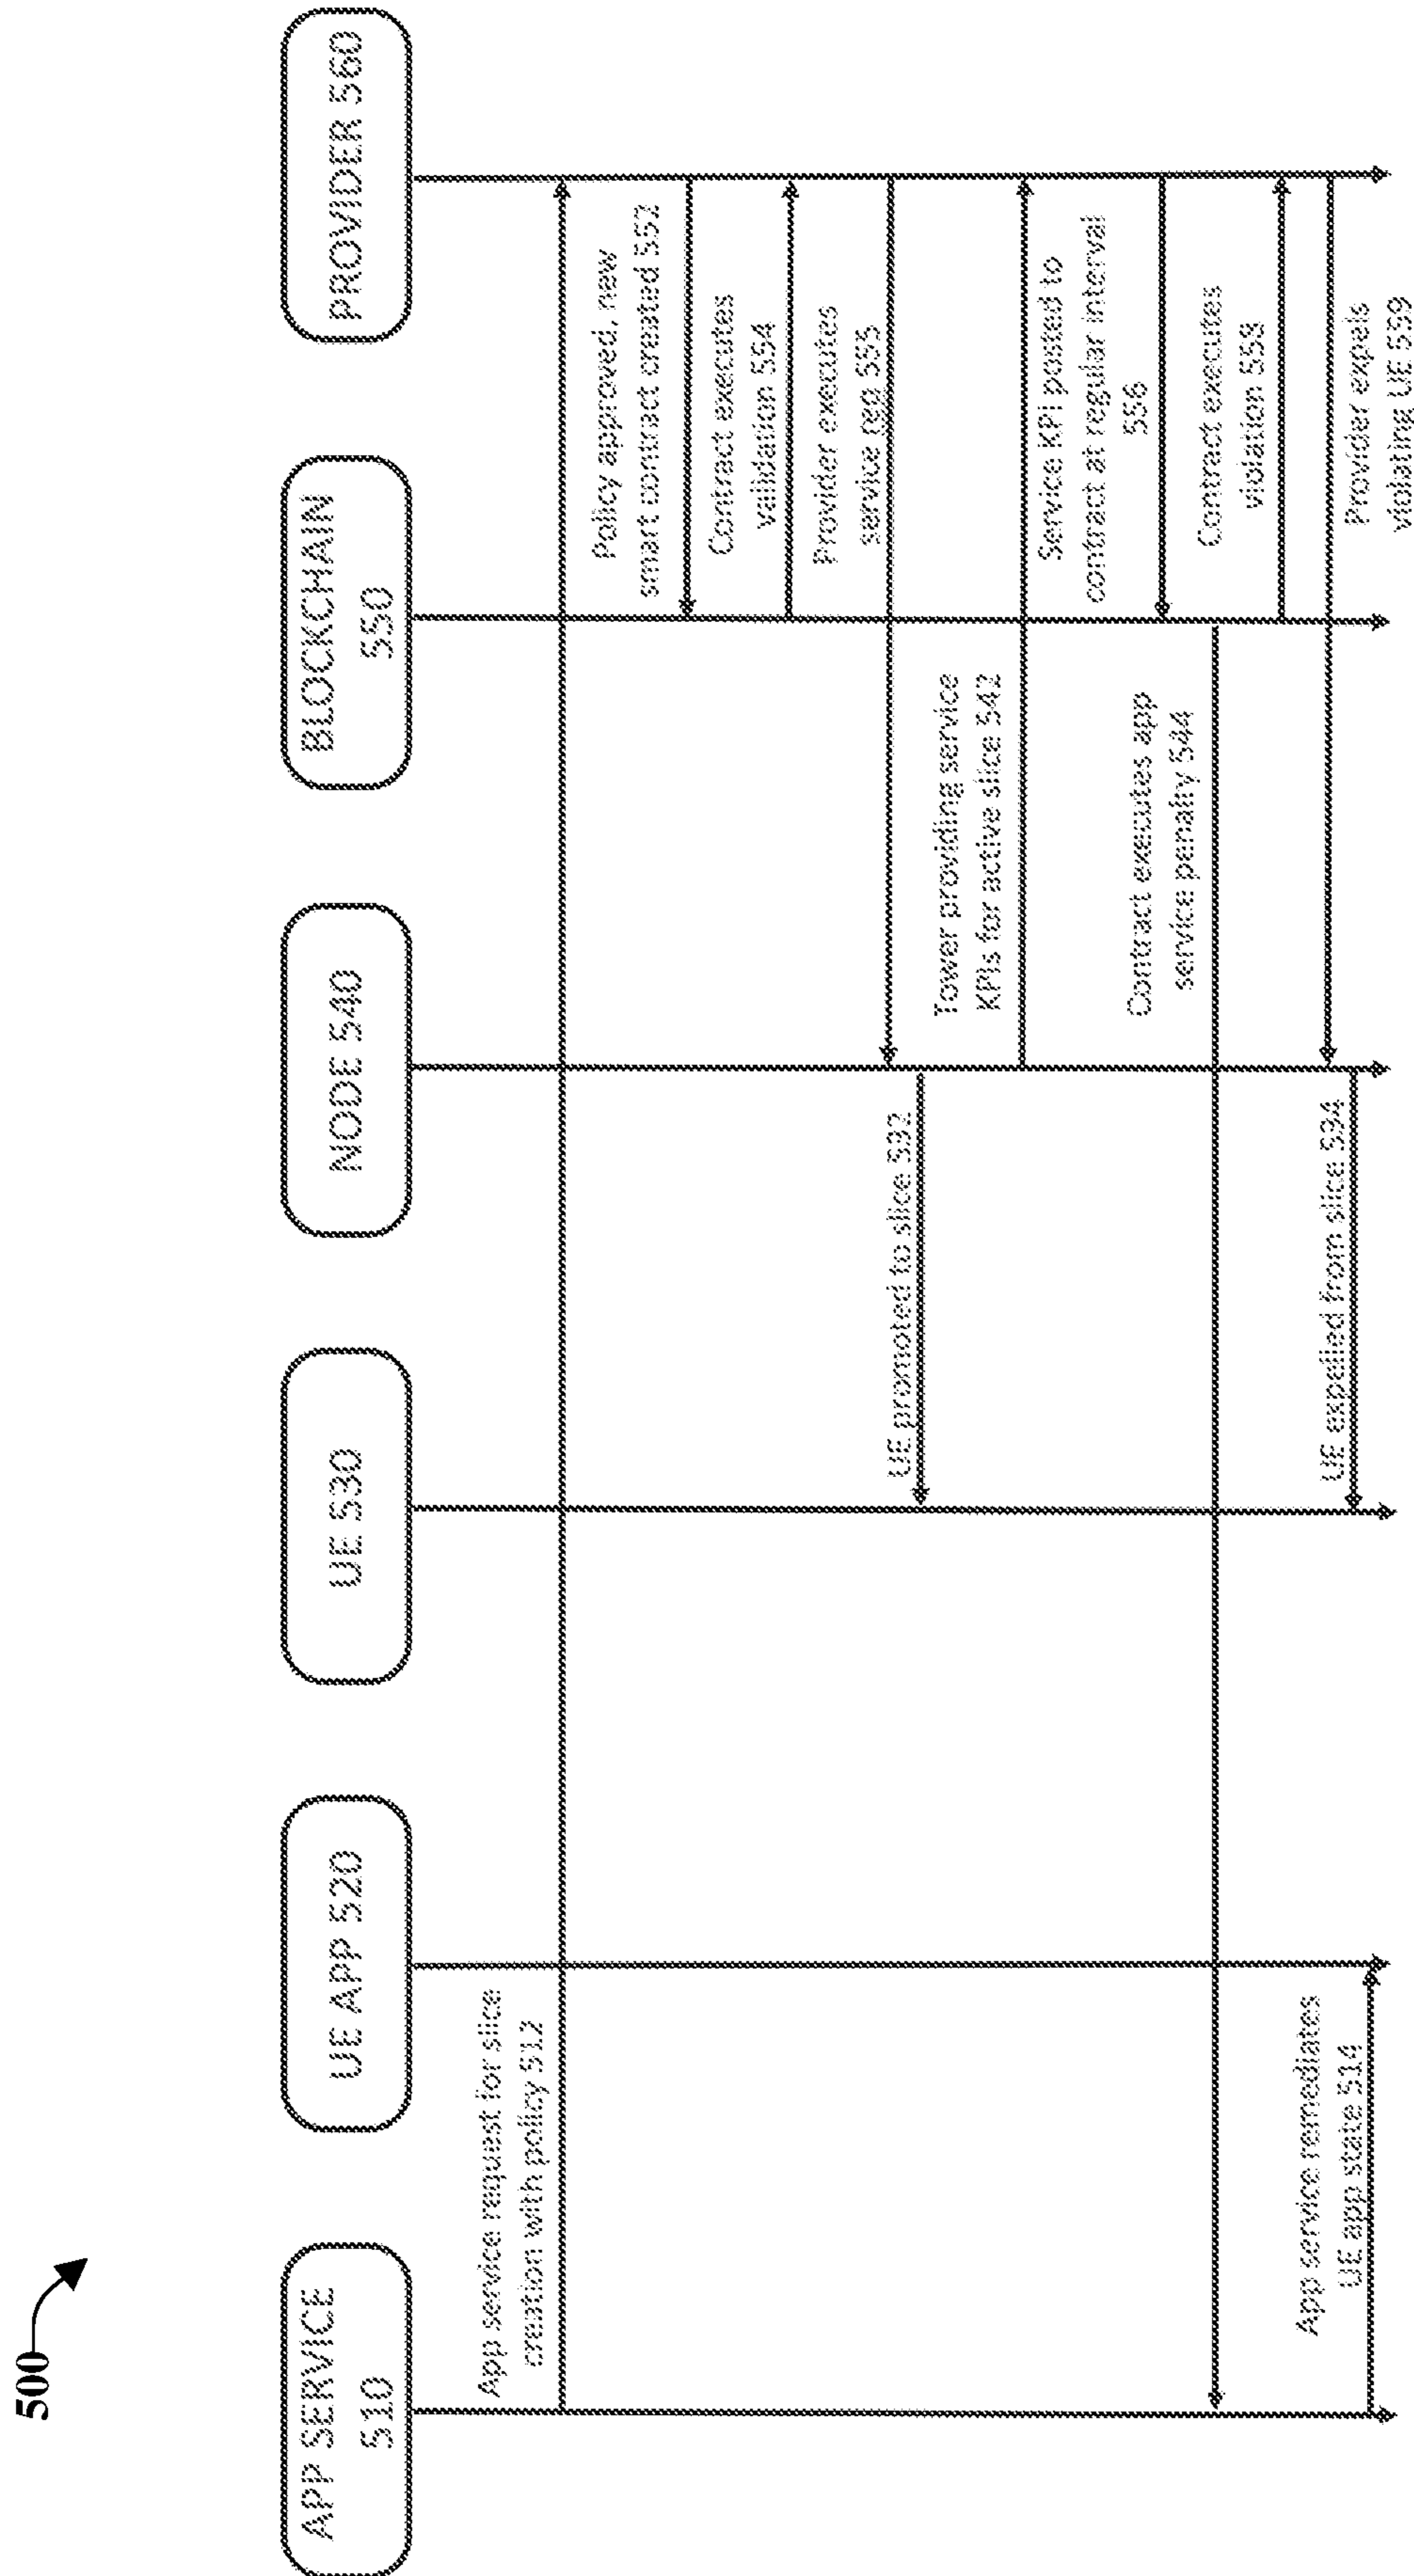 500
APP SERVICE
510
UE APP 520
UE 530
NODE 540
BLOCKCHAIN
550
PROVIDER 560
App service request for slice
creation with policy 512
Policy approved, new
smart contract created 552
Contract executes
validation 554
Provider executes
service req 555
UE promoted to slice 532
Tower providing service
KPIs for active slice 542
Service KPI posted to
contract at regular interval
556
Contract executes app
service penalty 544
Contract executes
violation 558
Provider expels
violating UE 559
UE expelled from slice 534
App service remediates
UE app state 514